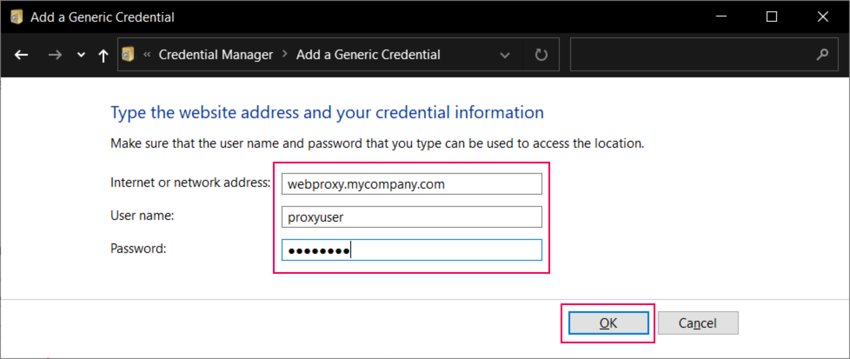 Add a Generic Credential
« Credential Manager > Add a Generic Credential
Type the website address and your credential information
Make sure that the user name and password that you type can be used to access the location.
Internet or network address: webproxy.mycompany.com
User name: proxyuser
Password: ●●●●●●●●
OK Cancel